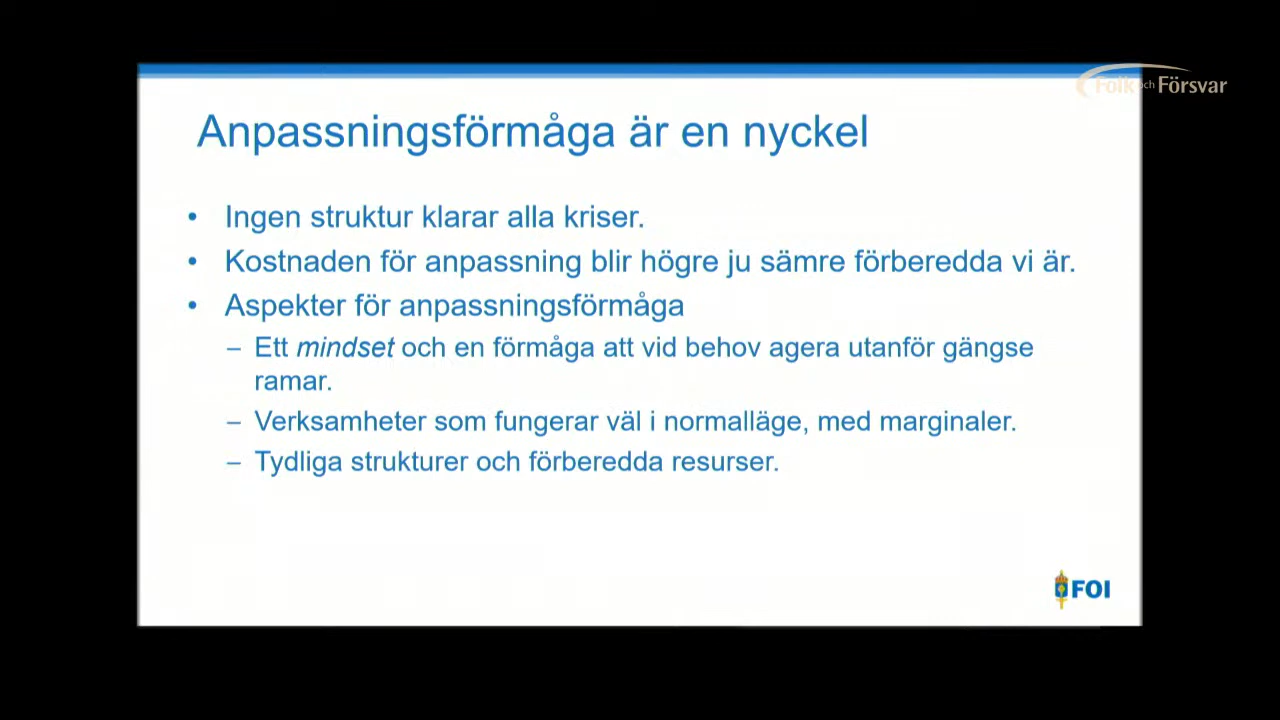 Folk och Försvar
Anpassningsförmåga är en nyckel
• Ingen struktur klarar alla kriser.
• Kostnaden för anpassning blir högre ju sämre förberedda vi är.
• Aspekter för anpassningsförmåga
– Ett mindset och en förmåga att vid behov agera utanför gängse
ramar.
– Verksamheter som fungerar väl i normalläge, med marginaler.
– Tydliga strukturer och förberedda resurser.
FOI